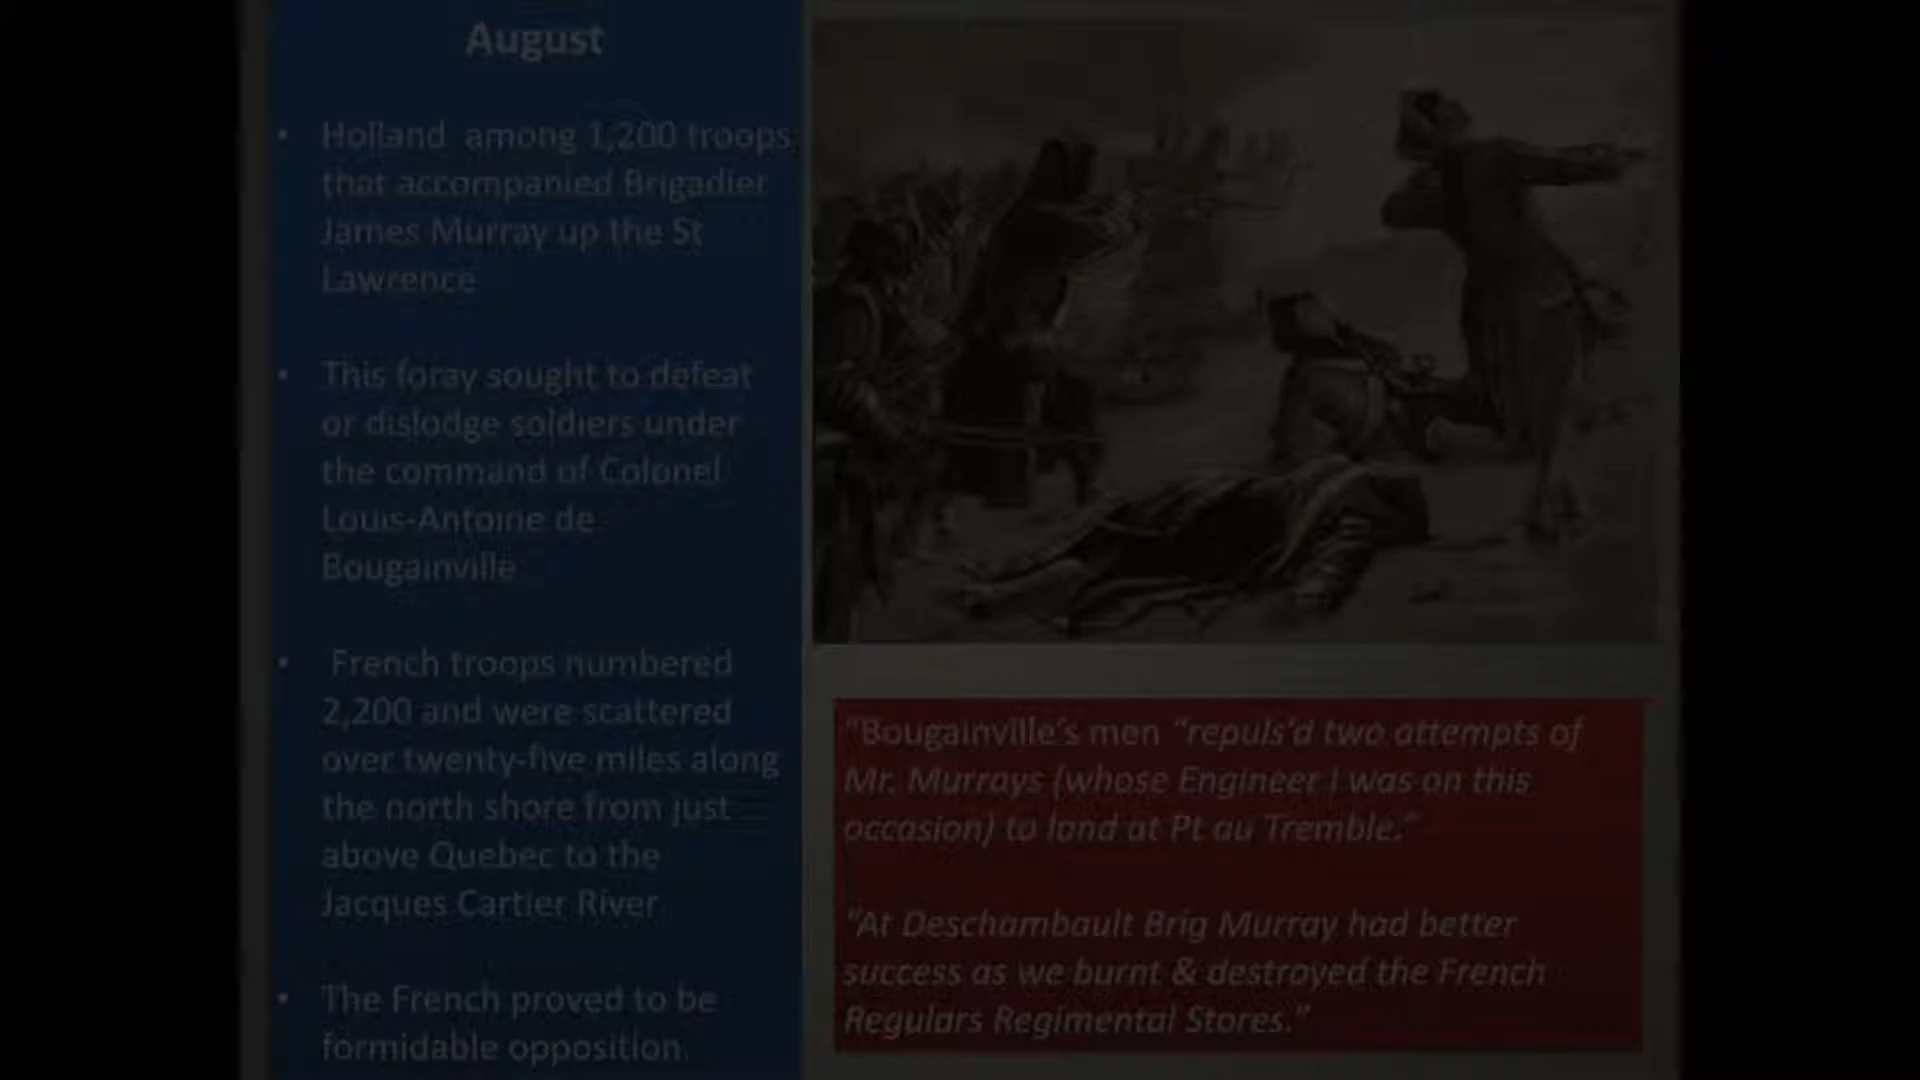 August
• Holland among 1,200 troops
that accompanied Brigadier
James Murray up the St
Lawrence
• This foray sought to defeat
or dislodge soldiers under
the command of Colonel
Louis-Antoine de
Bougainville
• French troops numbered
2,200 and were scattered
over twenty-five miles along
the north shore from just
above Quebec to the
Jacques Cartier River
• The French proved to be
formidable opposition.
"Bougainville's men "repuls'd two attempts of
Mr. Murrays (whose Engineer I was on this
occasion) to land at Pt au Tremble."
"At Deschambault Brig Murray had better
success as we burnt & destroyed the French
Regulars Regimental Stores."